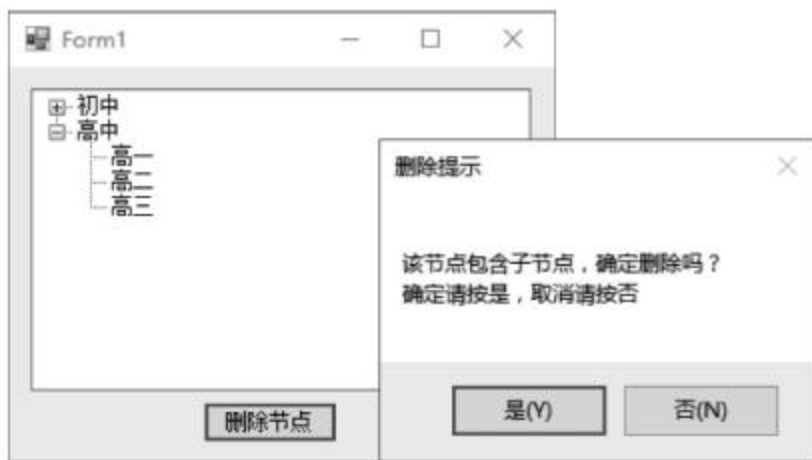 Form1
初中
高中
高一
高二
高三
删除节点
删除提示
该节点包含子节点，确定删除吗？
确定请按是，取消请按否
是(Y)
否(N)